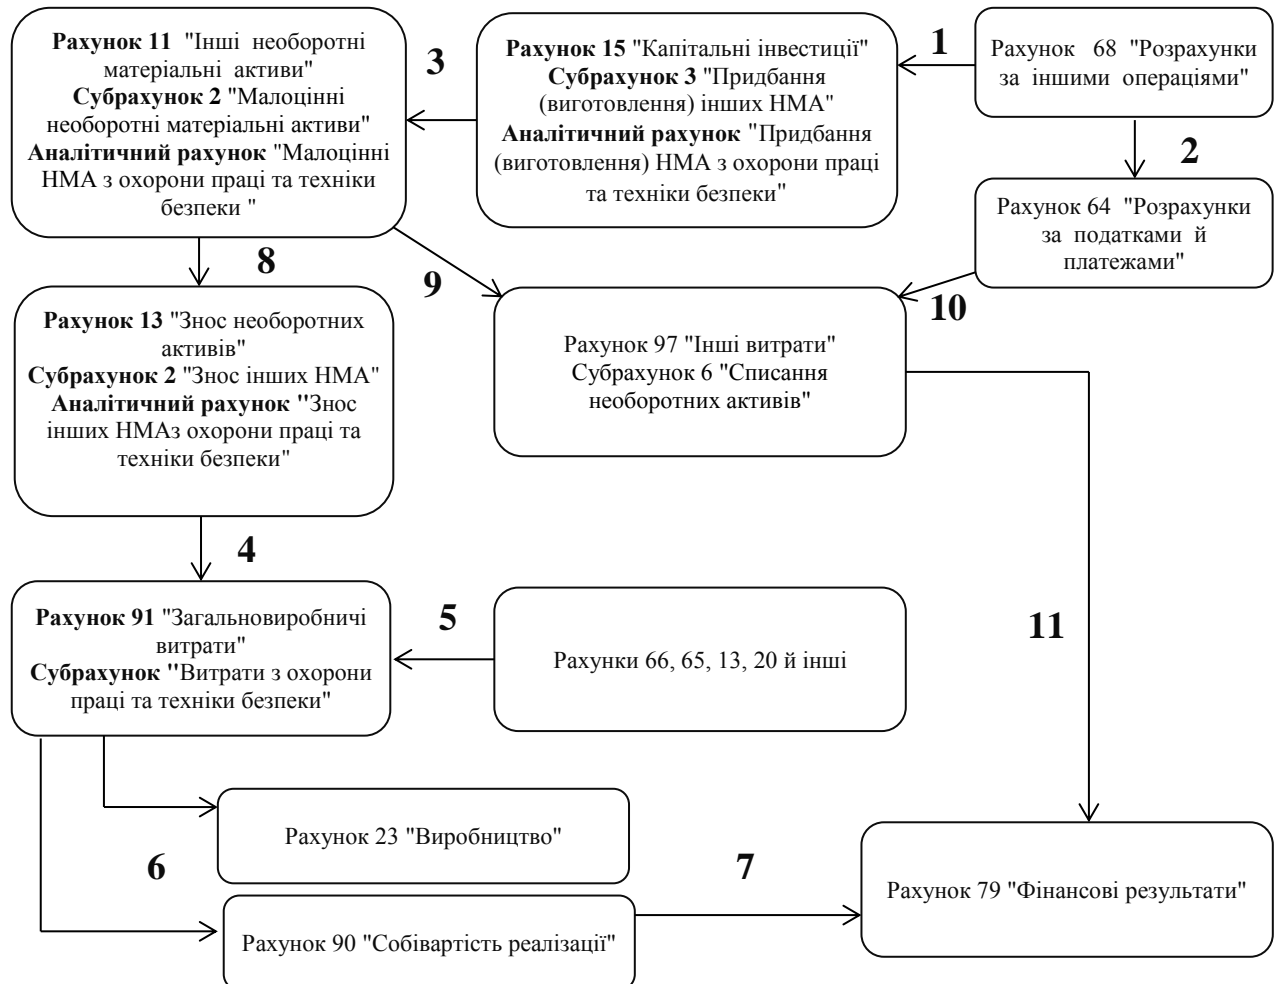 Рахунок 11 "Інші необоротні
матеріальні активи"
Субрахунок 2 "Малоцінні
необоротні матеріальні активи"
Аналітичний рахунок "Малоцінні
НМА з охорони праці та техніки
безпеки "
3
Рахунок 15 "Капітальні інвестиції"
Субрахунок 3 "Придбання
(виготовлення) інших НМА"
Аналітичний рахунок "Придбання
(виготовлення) НМА з охорони праці
та техніки безпеки"
1
Рахунок 68 "Розрахунки
за іншими операціями"
2
Рахунок 64 "Розрахунки
за податками й
платежами"
8
9
10
Рахунок 13 "Знос необоротних
активів"
Субрахунок 2 "Знос інших НМА"
Аналітичний рахунок "Знос
інших НМАз охорони праці та
техніки безпеки"
Рахунок 97 "Інші витрати"
Субрахунок 6 "Списання
необоротних активів"
4
Рахунок 91 "Загальновиробничі
витрати"
Субрахунок "Витрати з охорони
праці та техніки безпеки"
5
Рахунки 66, 65, 13, 20 й інші
11
Рахунок 23 "Виробництво"
6
Рахунок 90 "Собівартість реалізації"
7
Рахунок 79 "Фінансові результати"